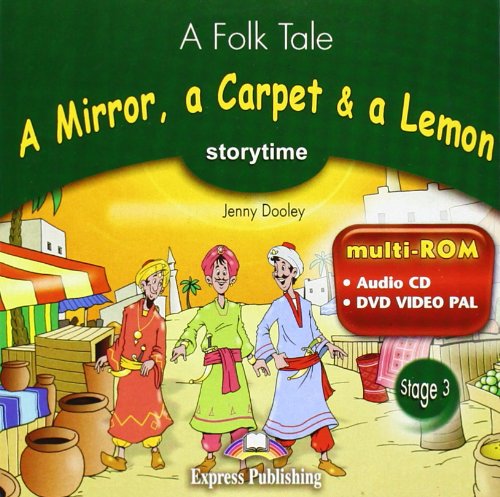 A Folk Tale
A Mirror, a Carpet & a Lemon
storytime
Jenny Dooley
multi-ROM
• Audio CD
• DVD VIDEO PAL
Stage 3
Express Publishing